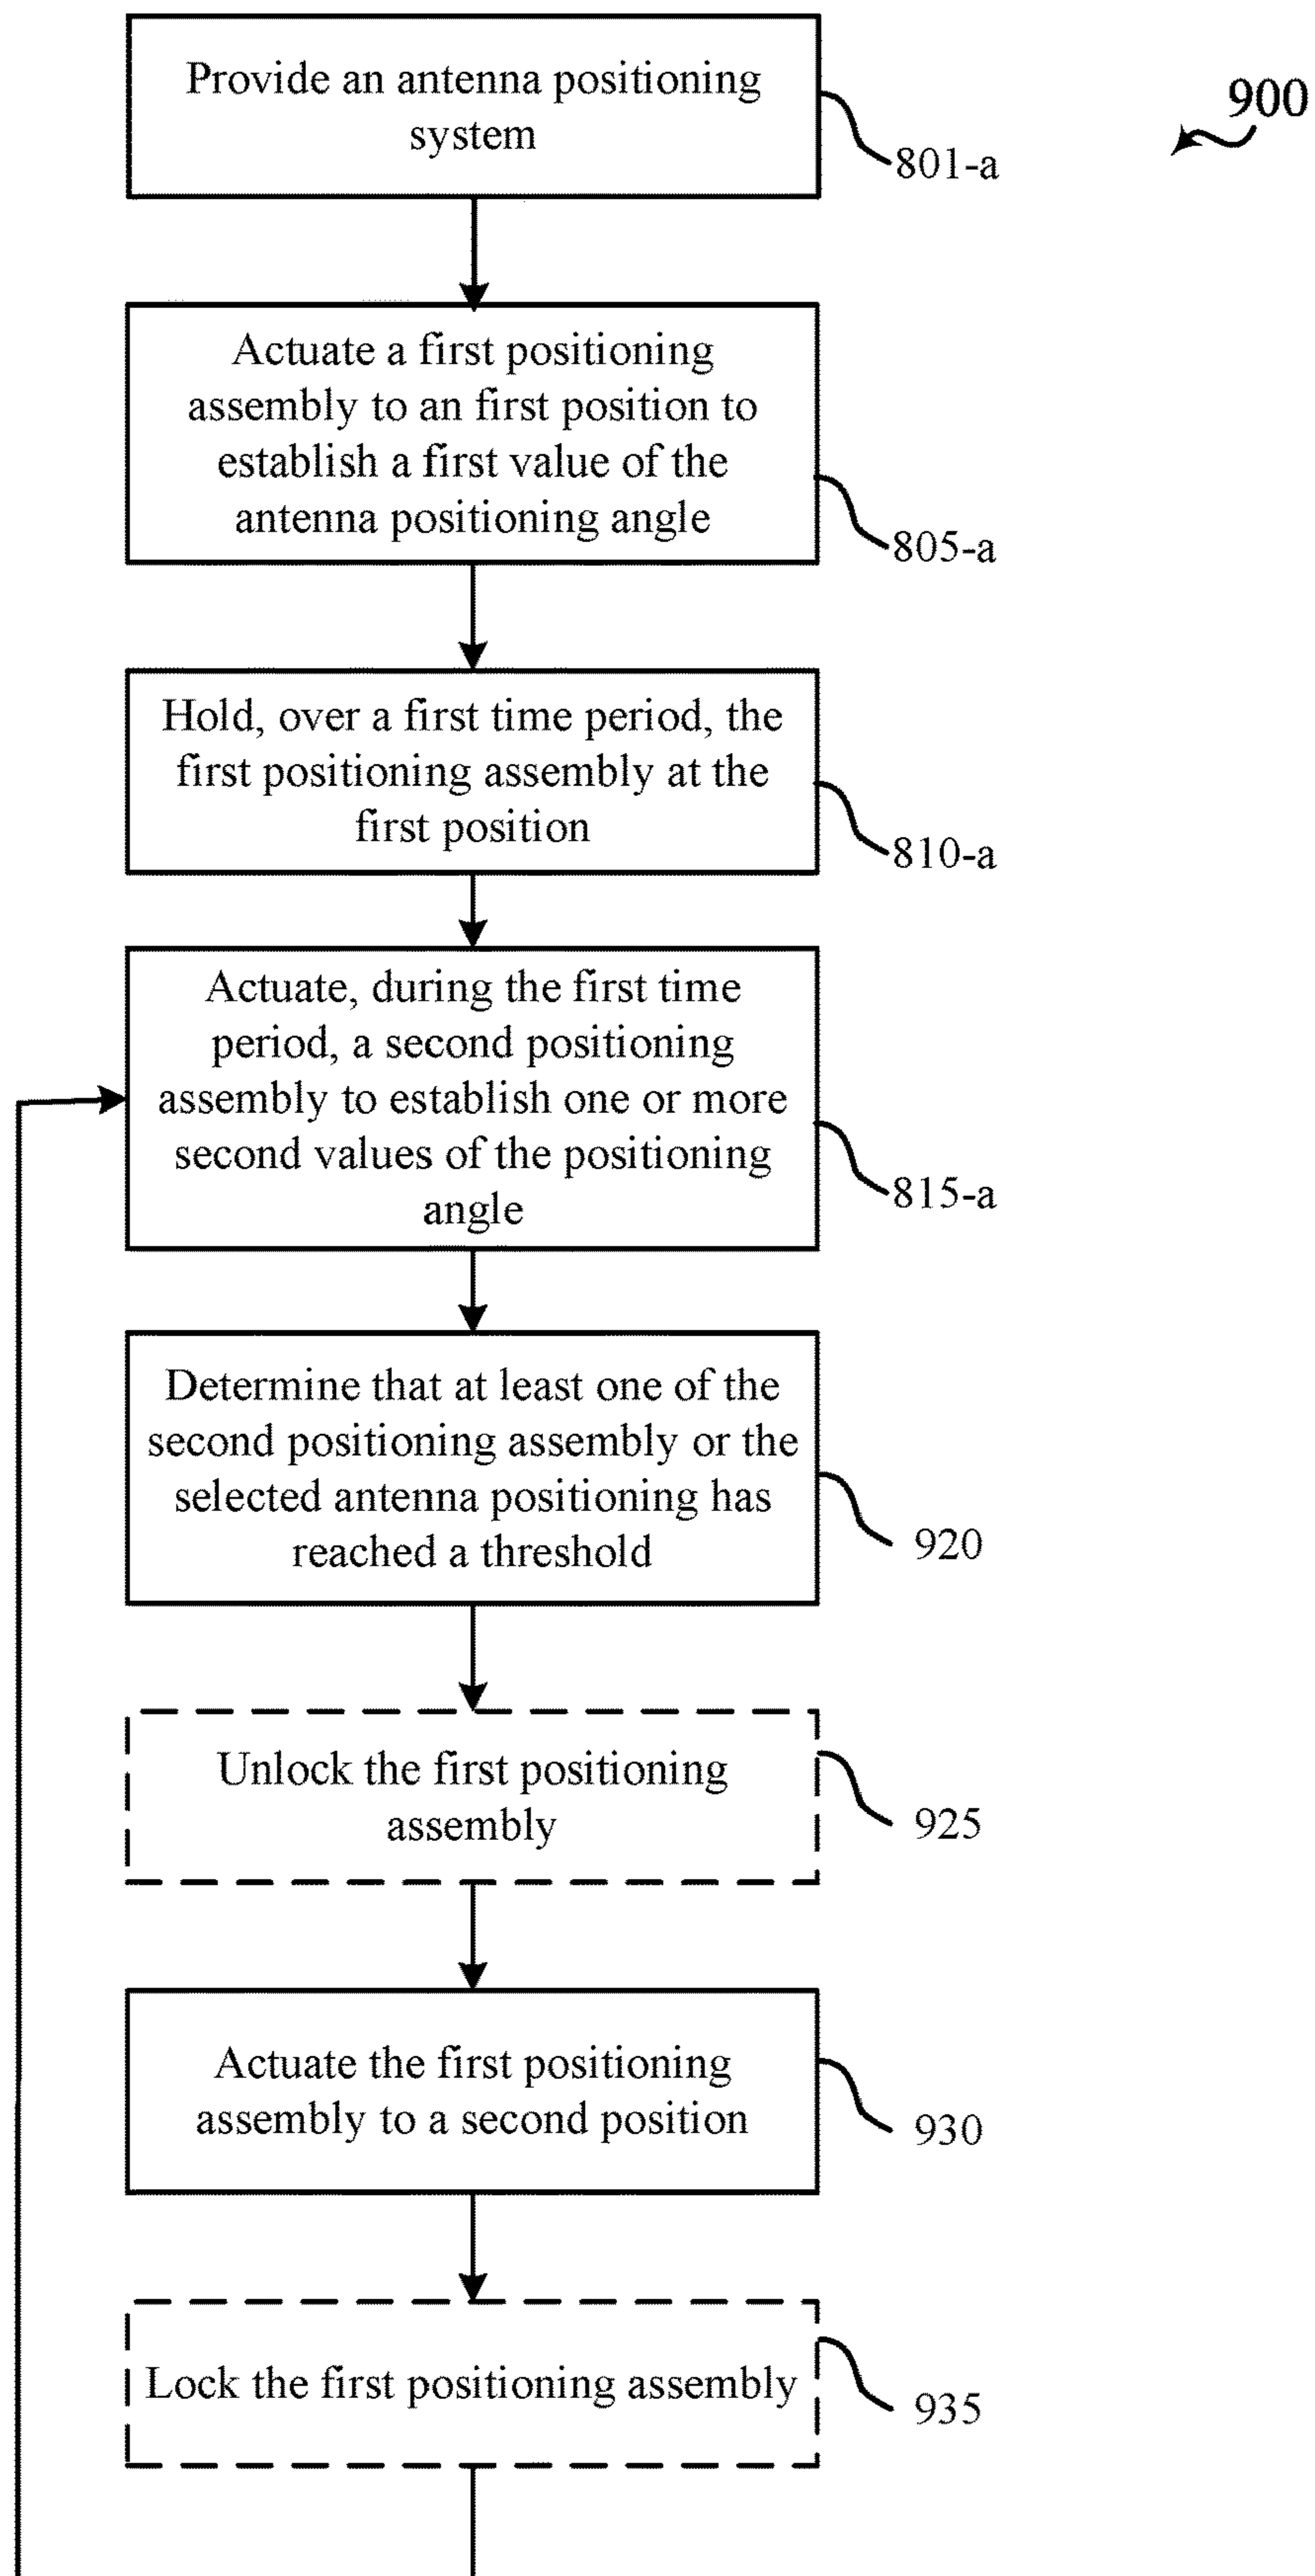 Provide an antenna positioning
system
801-a
900
Actuate a first positioning
assembly to an first position to
establish a first value of the
antenna positioning angle
805-a
Hold, over a first time period, the
first positioning assembly at the
first position
810-a
Actuate, during the first time
period, a second positioning
assembly to establish one or more
second values of the positioning
angle
815-a
Determine that at least one of the
second positioning assembly or the
selected antenna positioning has
reached a threshold
920
Unlock the first positioning
assembly
925
Actuate the first positioning
assembly to a second position
930
Lock the first positioning assembly
935